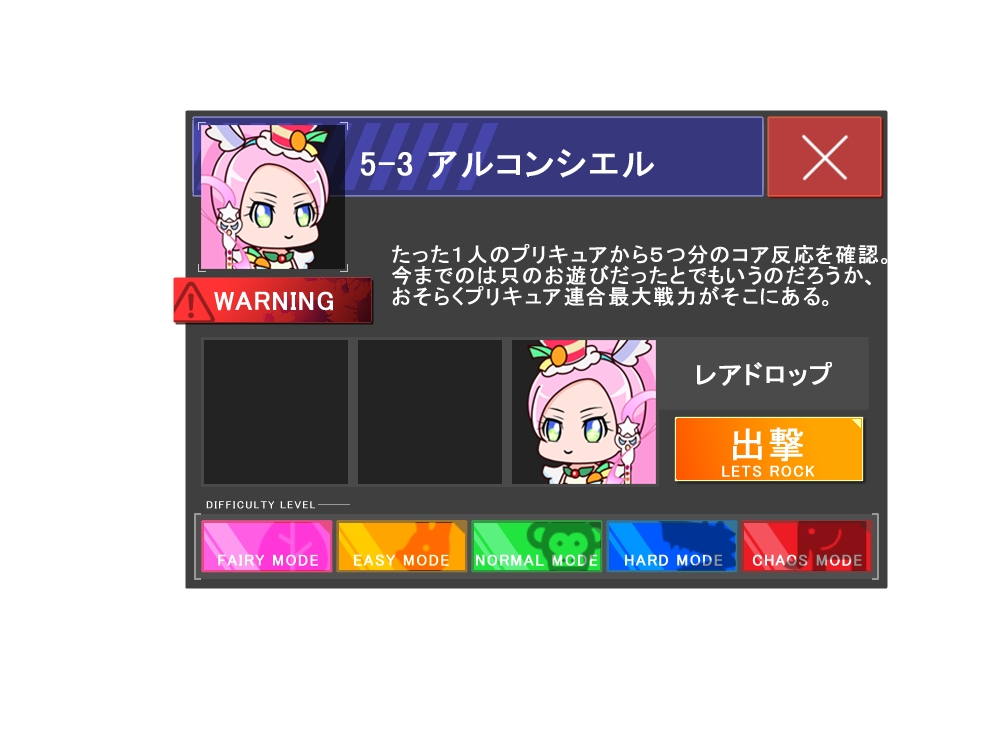 5-3 アルコンシエル
たった１人のプリキュアから５つ分のコア反応を確認。
今までのは只のお遊びだったとでもいうのだろうか、
おそらくプリキュア連合最大戦力がそこにある。
WARNING
レアドロップ
出撃
LETS ROCK
DIFFICULTY LEVEL
FAIRY MODE
EASY MODE
NORMAL MODE
HARD MODE
CHAOS MODE